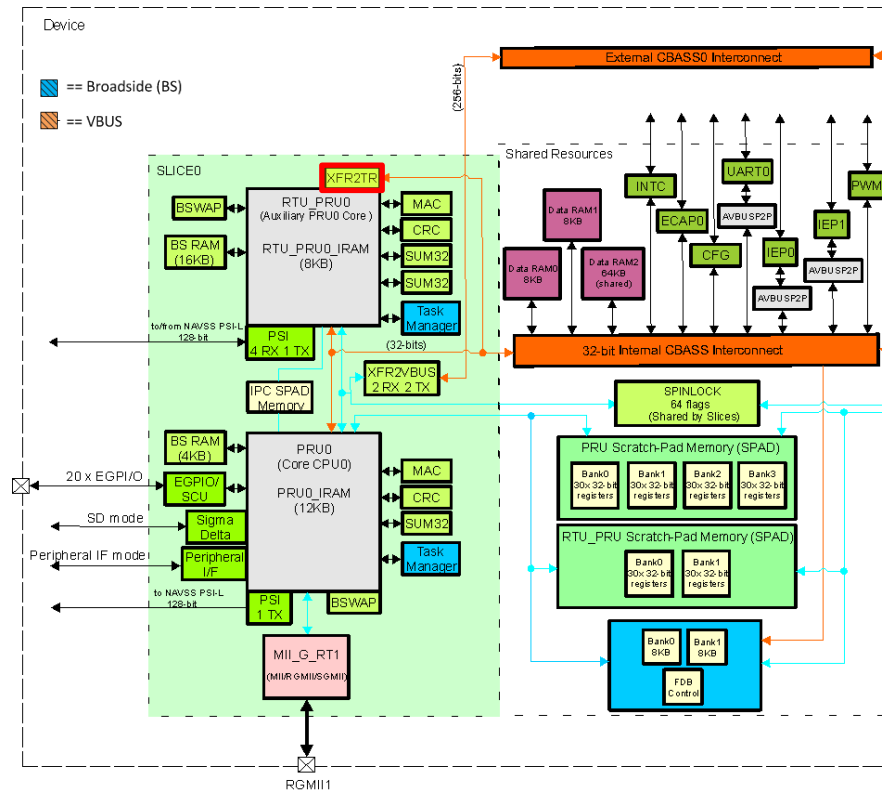 Device
== Broadside (BS)
== VBUS
External CBASS0 Interconnect
(256-bits)
SLICE0
Shared Resources
XFR2TR
RTU_PRU0
(Auxiliary PRU0 Core )
RTU_PRU0_IRAM
(8KB)
BSWAP
BS RAM
(16KB)
MAC
CRC
SUM32
SUM32
Task
Manager
to/from NAVSS PSI-L
128-bit
PSI
4 RX 1 TX
(32-bits)
IPC SPAD
Memory
XFR2VBUS
2 RX 2 TX
Data RAM0
8KB
Data RAM1
8KB
Data RAM2
64KB
(shared)
INTC
ECAP0
CFG
UART0
AVBUSP2P
IEP0
AVBUSP2P
IEP1
AVBUSP2P
PWM
32-bit Internal CBASS Interconnect
SPINLOCK
64 flags
(Shared by Slices)
PRU0
(Core CPU0)
PRU0_IRAM
(12KB)
BS RAM
(4KB)
20 x EGPI/O
EGPIO/
SCU
SD mode
Sigma
Delta
Peripheral IF mode
Peripheral
I/F
MAC
CRC
SUM32
Task
Manager
to NAVSS PSI-L
128-bit
PSI
1 TX
BSWAP
MII_G_RT1
(MII/RGMII/SGMII)
RGMII1
PRU Scratch-Pad Memory (SPAD)
Bank0
30x 32-bit
registers
Bank1
30x 32-bit
registers
Bank2
30x 32-bit
registers
Bank3
30x 32-bit
registers
RTU_PRU Scratch-Pad Memory (SPAD)
Bank0
30x 32-bit
registers
Bank1
30x 32-bit
registers
Bank0
8KB
Bank1
8KB
FDB
Control